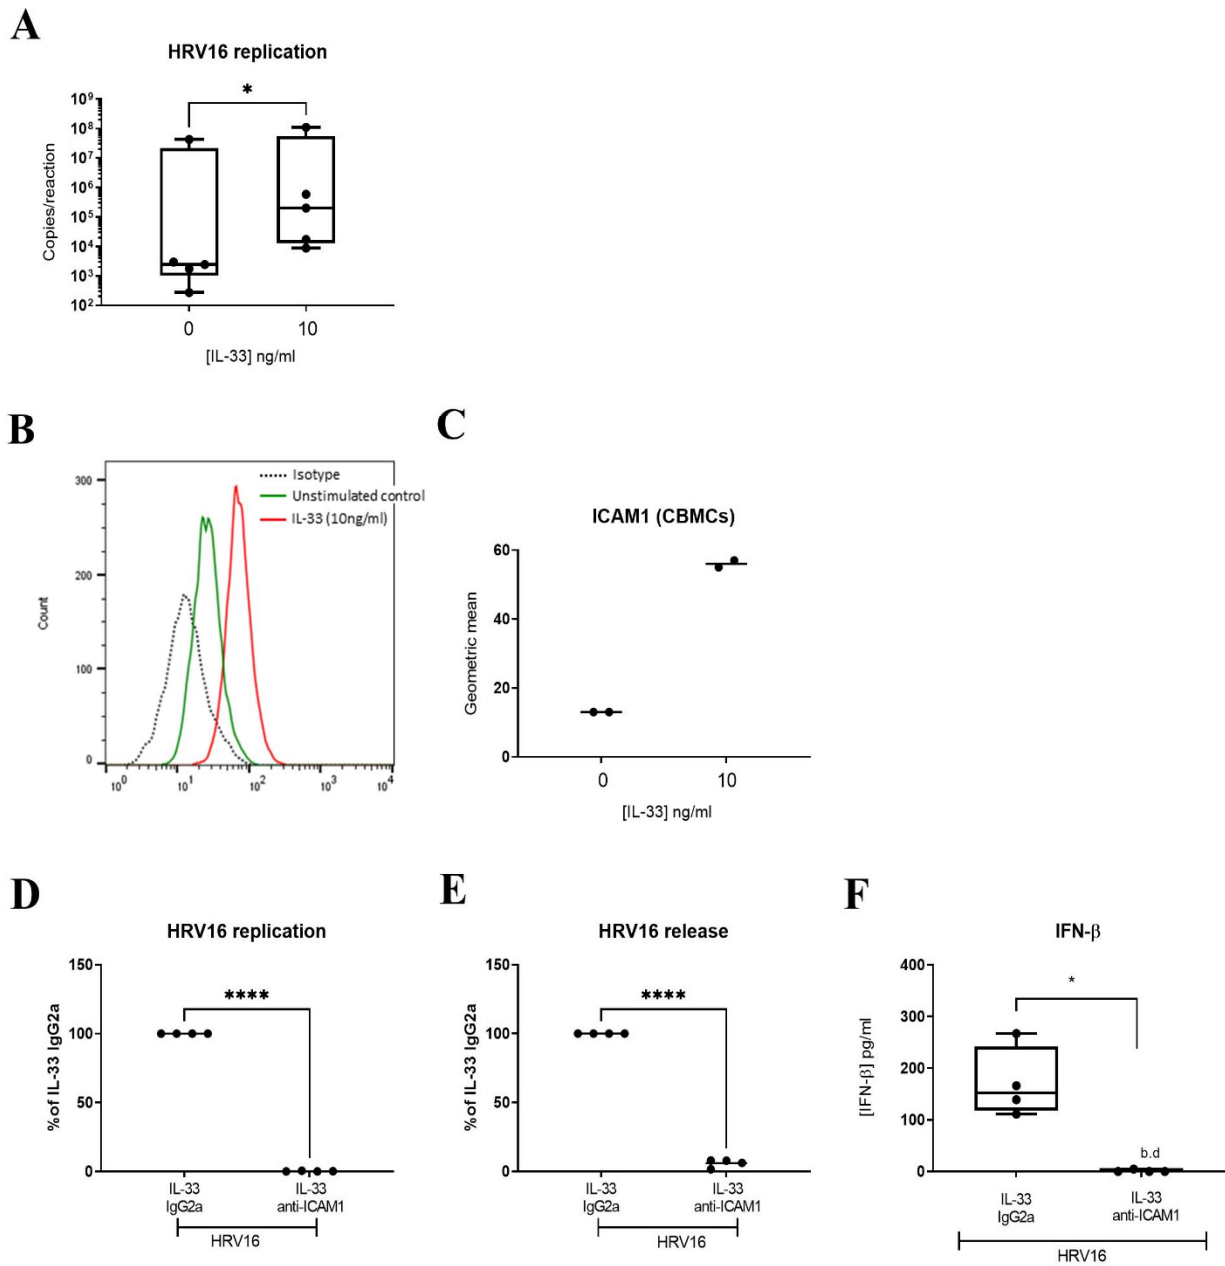 A
HRV16 replication
*
10⁹
10⁸
10⁷
10⁶
10⁵
10⁴
10³
10²
Copies/reaction
0
10
[IL-33] ng/ml
B
300
200
100
0
Count
Isotype
Unstimulated control
IL-33 (10ng/ml)
10⁰
10¹
10²
10³
10⁴
C
ICAM1 (CBMCs)
60
40
20
0
Geometric mean
0
10
[IL-33] ng/ml
D
HRV16 replication
150
100
50
0
%of IL-33 IgG2a
****
IL-33
IgG2a
IL-33
anti-ICAM1
HRV16
E
HRV16 release
150
100
50
0
%of IL-33 IgG2a
****
IL-33
IgG2a
IL-33
anti-ICAM1
HRV16
F
IFN-β
400
300
200
100
0
[IFN-β] pg/ml
*
b.d
IL-33
IgG2a
IL-33
anti-ICAM1
HRV16